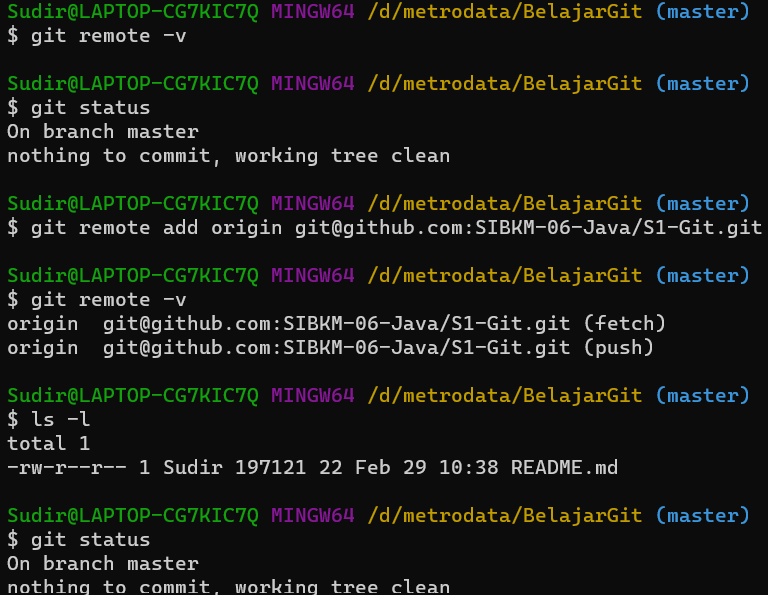 Sudir@LAPTOP-CG7KIC7Q MINGW64 /d/metrodata/BelajarGit (master)
$ git remote -v
Sudir@LAPTOP-CG7KIC7Q MINGW64 /d/metrodata/BelajarGit (master)
$ git status
On branch master
nothing to commit, working tree clean
Sudir@LAPTOP-CG7KIC7Q MINGW64 /d/metrodata/BelajarGit (master)
$ git remote add origin git@github.com:SIBKM-06-Java/S1-Git.git
Sudir@LAPTOP-CG7KIC7Q MINGW64 /d/metrodata/BelajarGit (master)
$ git remote -v
origin  git@github.com:SIBKM-06-Java/S1-Git.git (fetch)
origin  git@github.com:SIBKM-06-Java/S1-Git.git (push)
Sudir@LAPTOP-CG7KIC7Q MINGW64 /d/metrodata/BelajarGit (master)
$ ls -l
total 1
-rw-r--r-- 1 Sudir 197121 22 Feb 29 10:38 README.md
Sudir@LAPTOP-CG7KIC7Q MINGW64 /d/metrodata/BelajarGit (master)
$ git status
On branch master
nothing to commit, working tree clean